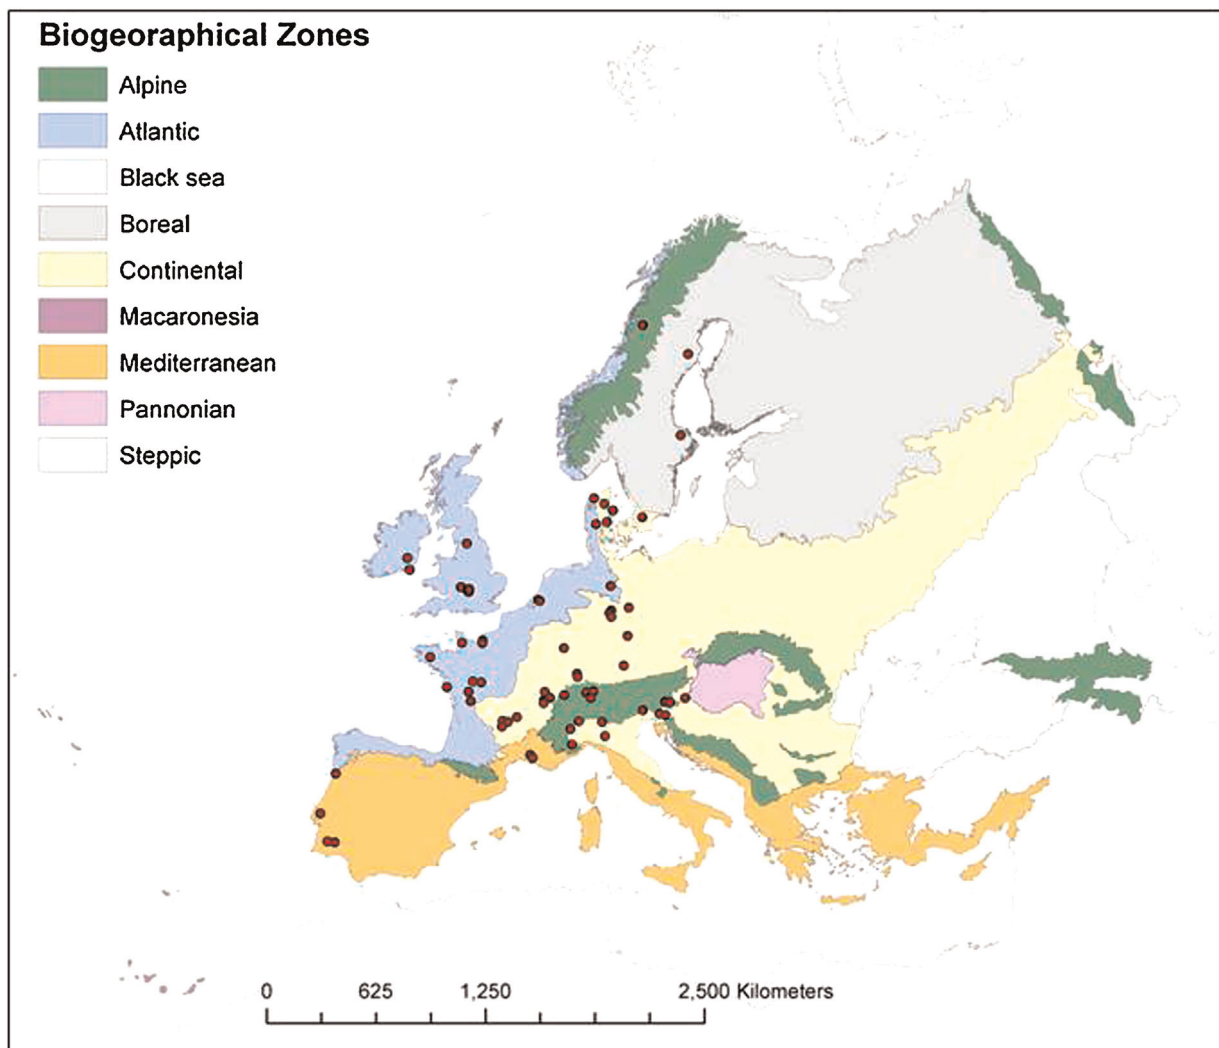 Biogeoraphical Zones
Alpine
Atlantic
Black sea
Boreal
Continental
Macaronesia
Mediterranean
Pannonian
Steppic
0 625 1,250 2,500 Kilometers